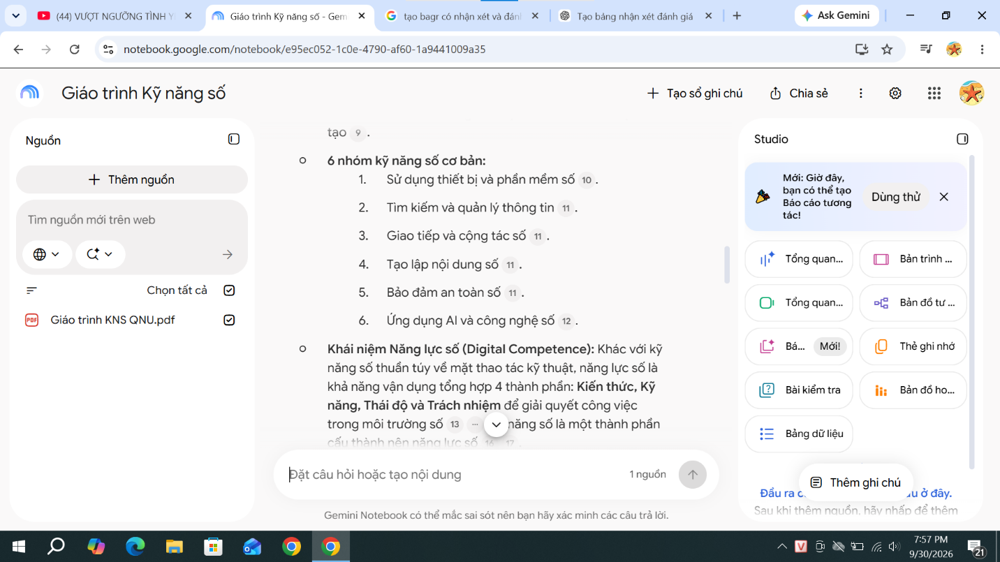 (44) VƯỢT NGƯỠNG TÌNH Y
Giáo trình Kỹ năng số - Gem
tạo bagr có nhận xét và đán
Tạo bảng nhận xét đánh giá
Ask Gemini
notebook.google.com/notebook/e95ec052-1c0e-4790-af60-1a9441009a35
Giáo trình Kỹ năng số
Tạo sổ ghi chú
Chia sẻ
Nguồn
Thêm nguồn
Tìm nguồn mới trên web
Chọn tất cả
PDF
Giáo trình KNS QNU.pdf
tạo 9 .
6 nhóm kỹ năng số cơ bản:
1. Sử dụng thiết bị và phần mềm số 10 .
2. Tìm kiếm và quản lý thông tin 11 .
3. Giao tiếp và cộng tác số 11 .
4. Tạo lập nội dung số 11 .
5. Bảo đảm an toàn số 11 .
6. Ứng dụng AI và công nghệ số 12 .
Khái niệm Năng lực số (Digital Competence): Khác với kỹ
năng số thuần túy về mặt thao tác kỹ thuật, năng lực số là
khả năng vận dụng tổng hợp 4 thành phần: Kiến thức, Kỹ
năng, Thái độ và Trách nhiệm để giải quyết công việc
trong môi trường số 13 ... năng số là một thành phần
cấu thành nên năng lực số 16 17 .
Đặt câu hỏi hoặc tạo nội dung
1 nguồn
Gemini Notebook có thể mắc sai sót nên bạn hãy xác minh các câu trả lời.
Studio
Mới: Giờ đây,
bạn có thể tạo
Báo cáo tương
tác!
Dùng thử
Tổng quan...
Bản trình ...
Tổng quan...
Bản đồ tư ...
Bá... Mới!
Thẻ ghi nhớ
Bài kiểm tra
Bản đồ ho...
Bảng dữ liệu
Thêm ghi chú
Đầu ra ở đây.
Sau khi thêm nguồn, hãy nhấp để thêm
V
7:57 PM
9/30/2026
21